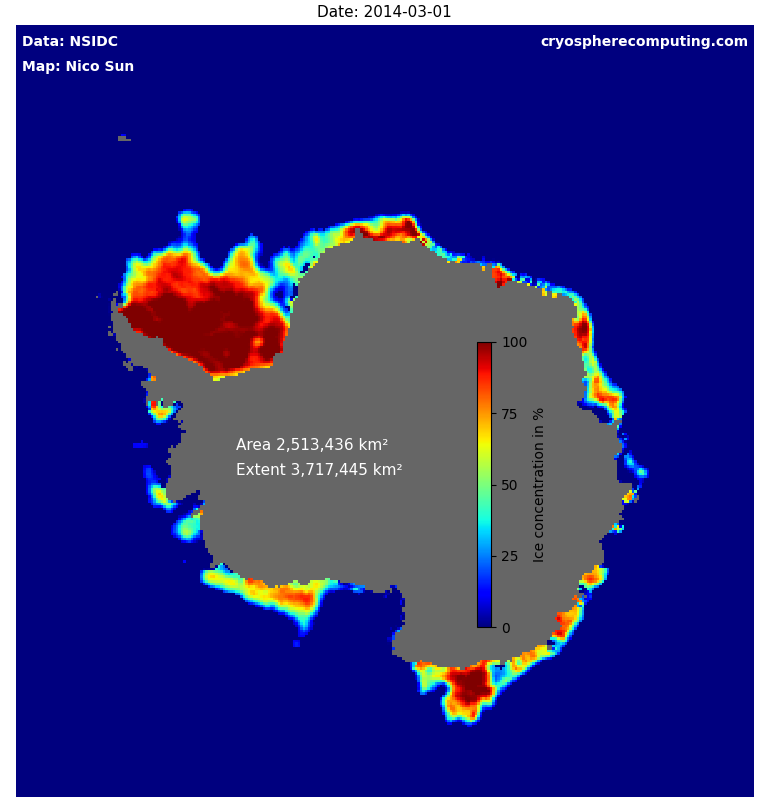 Date: 2014-03-01
Data: NSIDC
cryospherecomputing.com
Map: Nico Sun
100
75
50
25
0
Ice concentration in %
Area 2,513,436 km²
Extent 3,717,445 km²